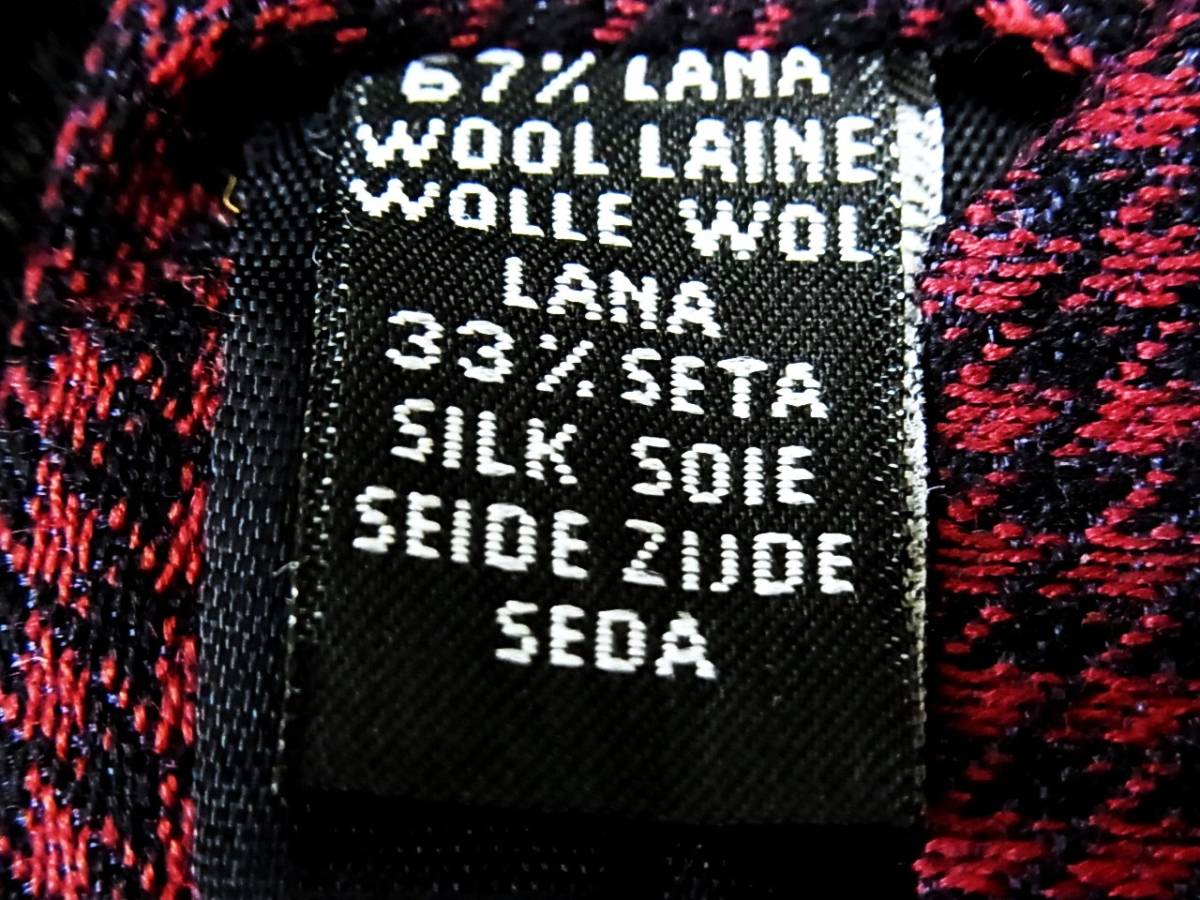 67% LANA
WOOL LAINE
WOLLE WOL
LANA
33% SETA
SILK SOIE
SEIDE ZIJDE
SEDA